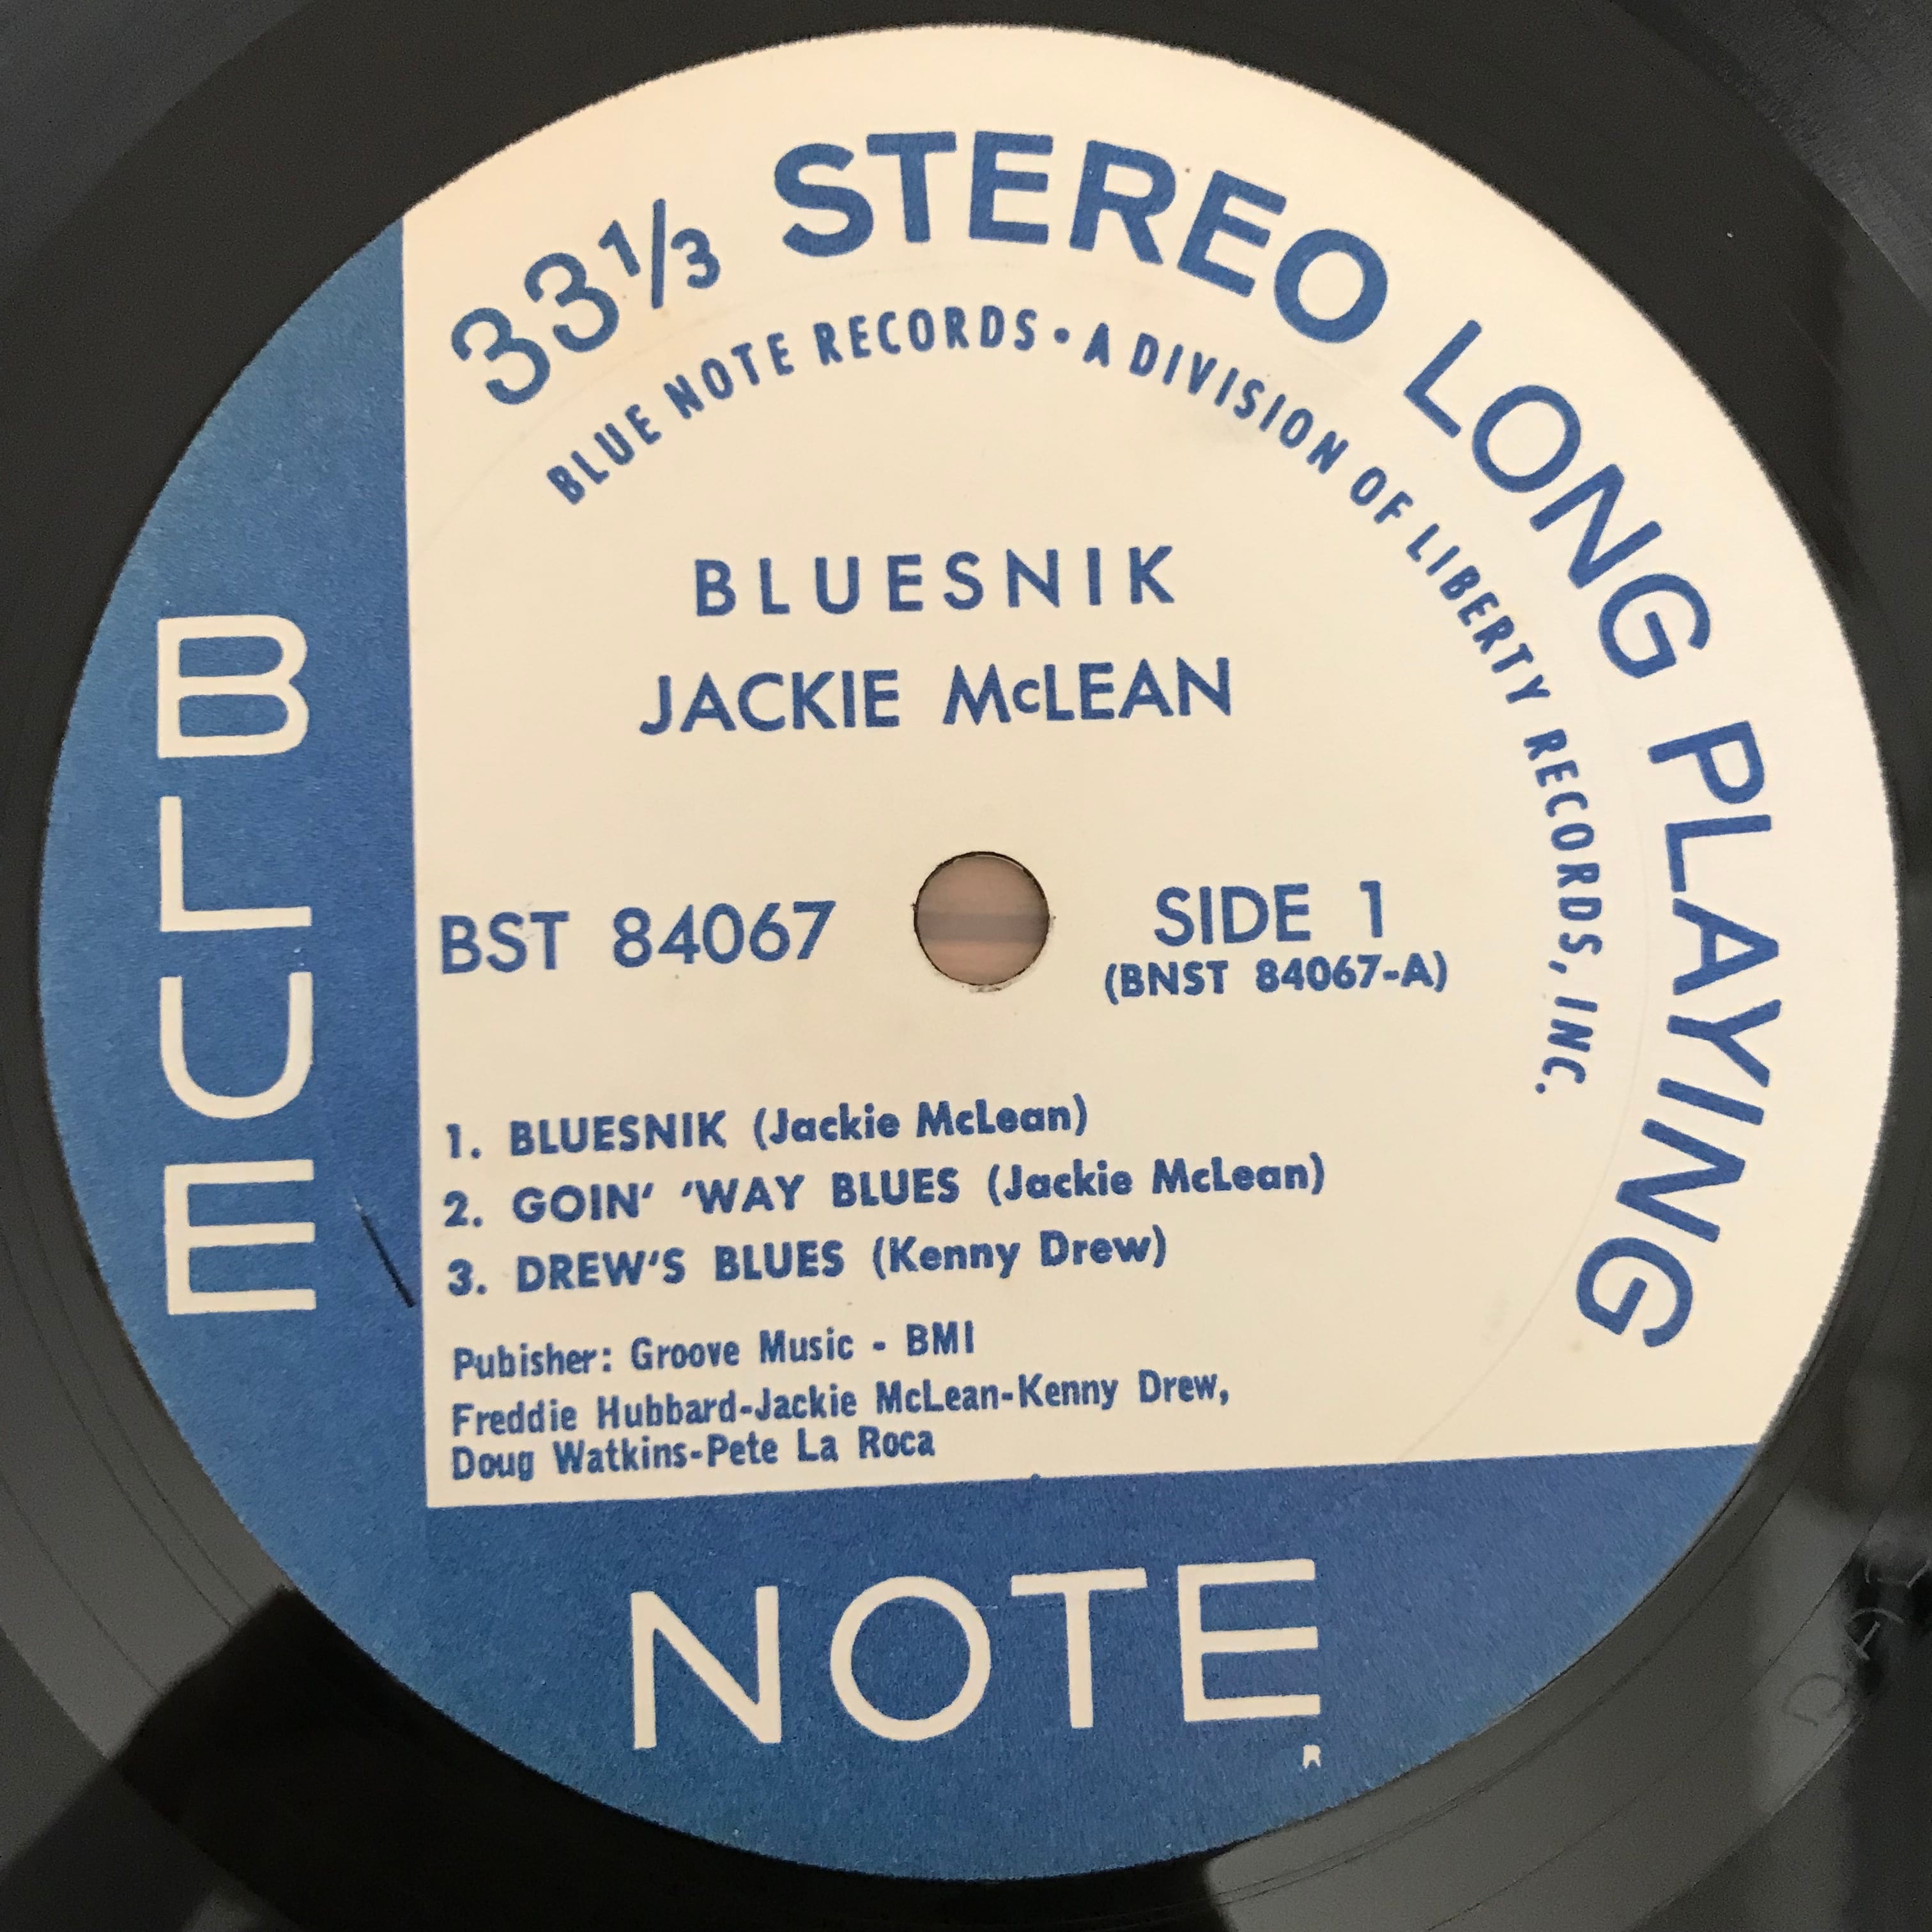 33⅓ STEREO LONG PLAYING
BLUE NOTE RECORDS • A DIVISION OF LIBERTY RECORDS, INC.
BLUESNIK
JACKIE McLEAN
BST 84067
SIDE 1
(BNST 84067-A)
1. BLUESNIK (Jackie McLean)
2. GOIN' 'WAY BLUES (Jackie McLean)
3. DREW'S BLUES (Kenny Drew)
Pubisher: Groove Music - BMI
Freddie Hubbard-Jackie McLean-Kenny Drew,
Doug Watkins-Pete La Roca
BLUE
NOTE
R